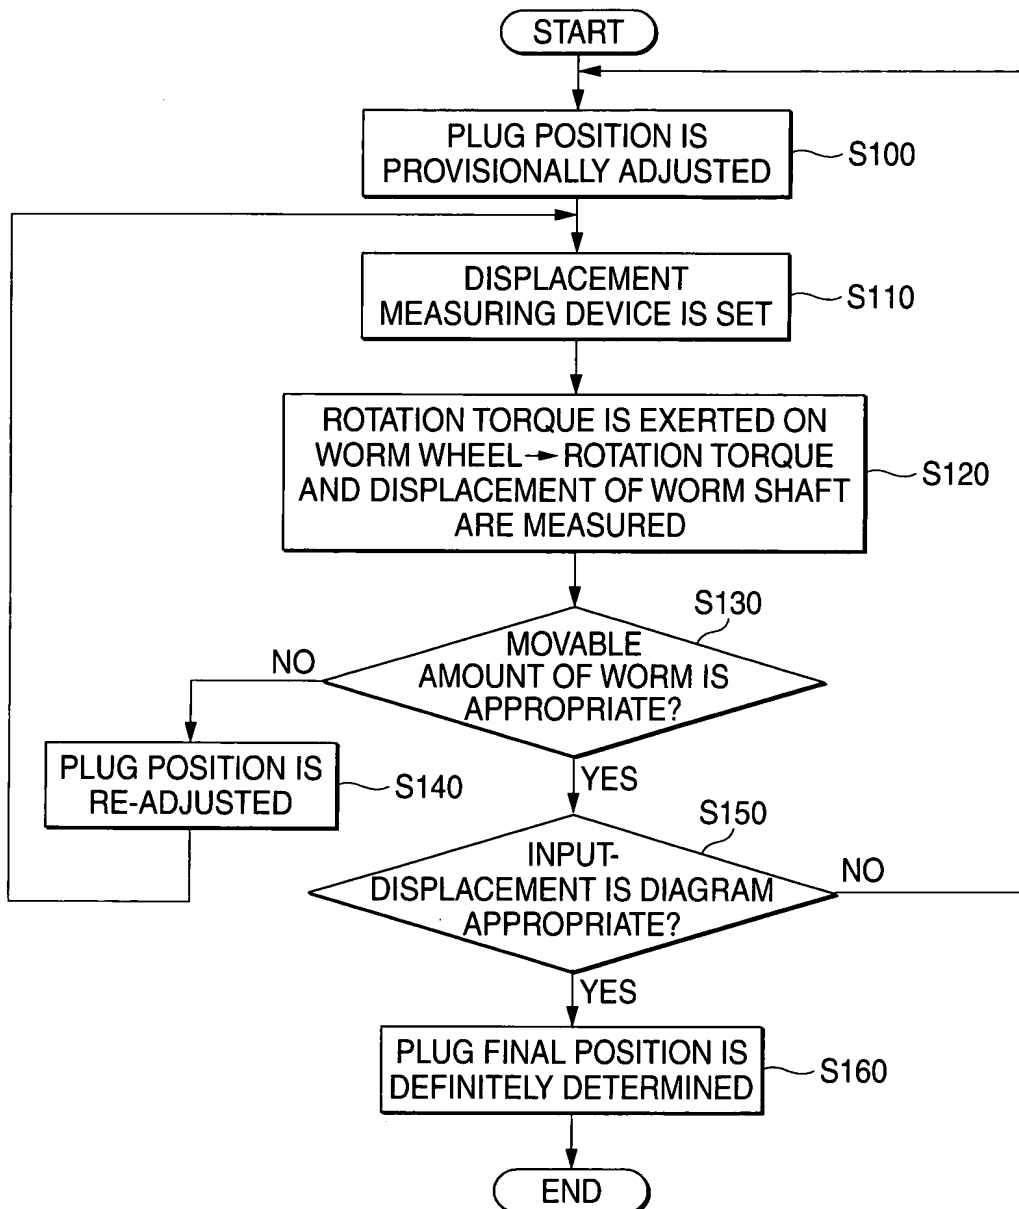 START
PLUG POSITION IS
PROVISIONALLY ADJUSTED
S100
DISPLACEMENT
MEASURING DEVICE IS SET
S110
ROTATION TORQUE IS EXERTED ON
WORM WHEEL→ROTATION TORQUE
AND DISPLACEMENT OF WORM SHAFT
ARE MEASURED
S120
S130
MOVABLE
AMOUNT OF WORM IS
APPROPRIATE?
NO
YES
PLUG POSITION IS
RE-ADJUSTED
S140
S150
INPUT-
DISPLACEMENT IS DIAGRAM
APPROPRIATE?
NO
YES
PLUG FINAL POSITION IS
DEFINITELY DETERMINED
S160
END